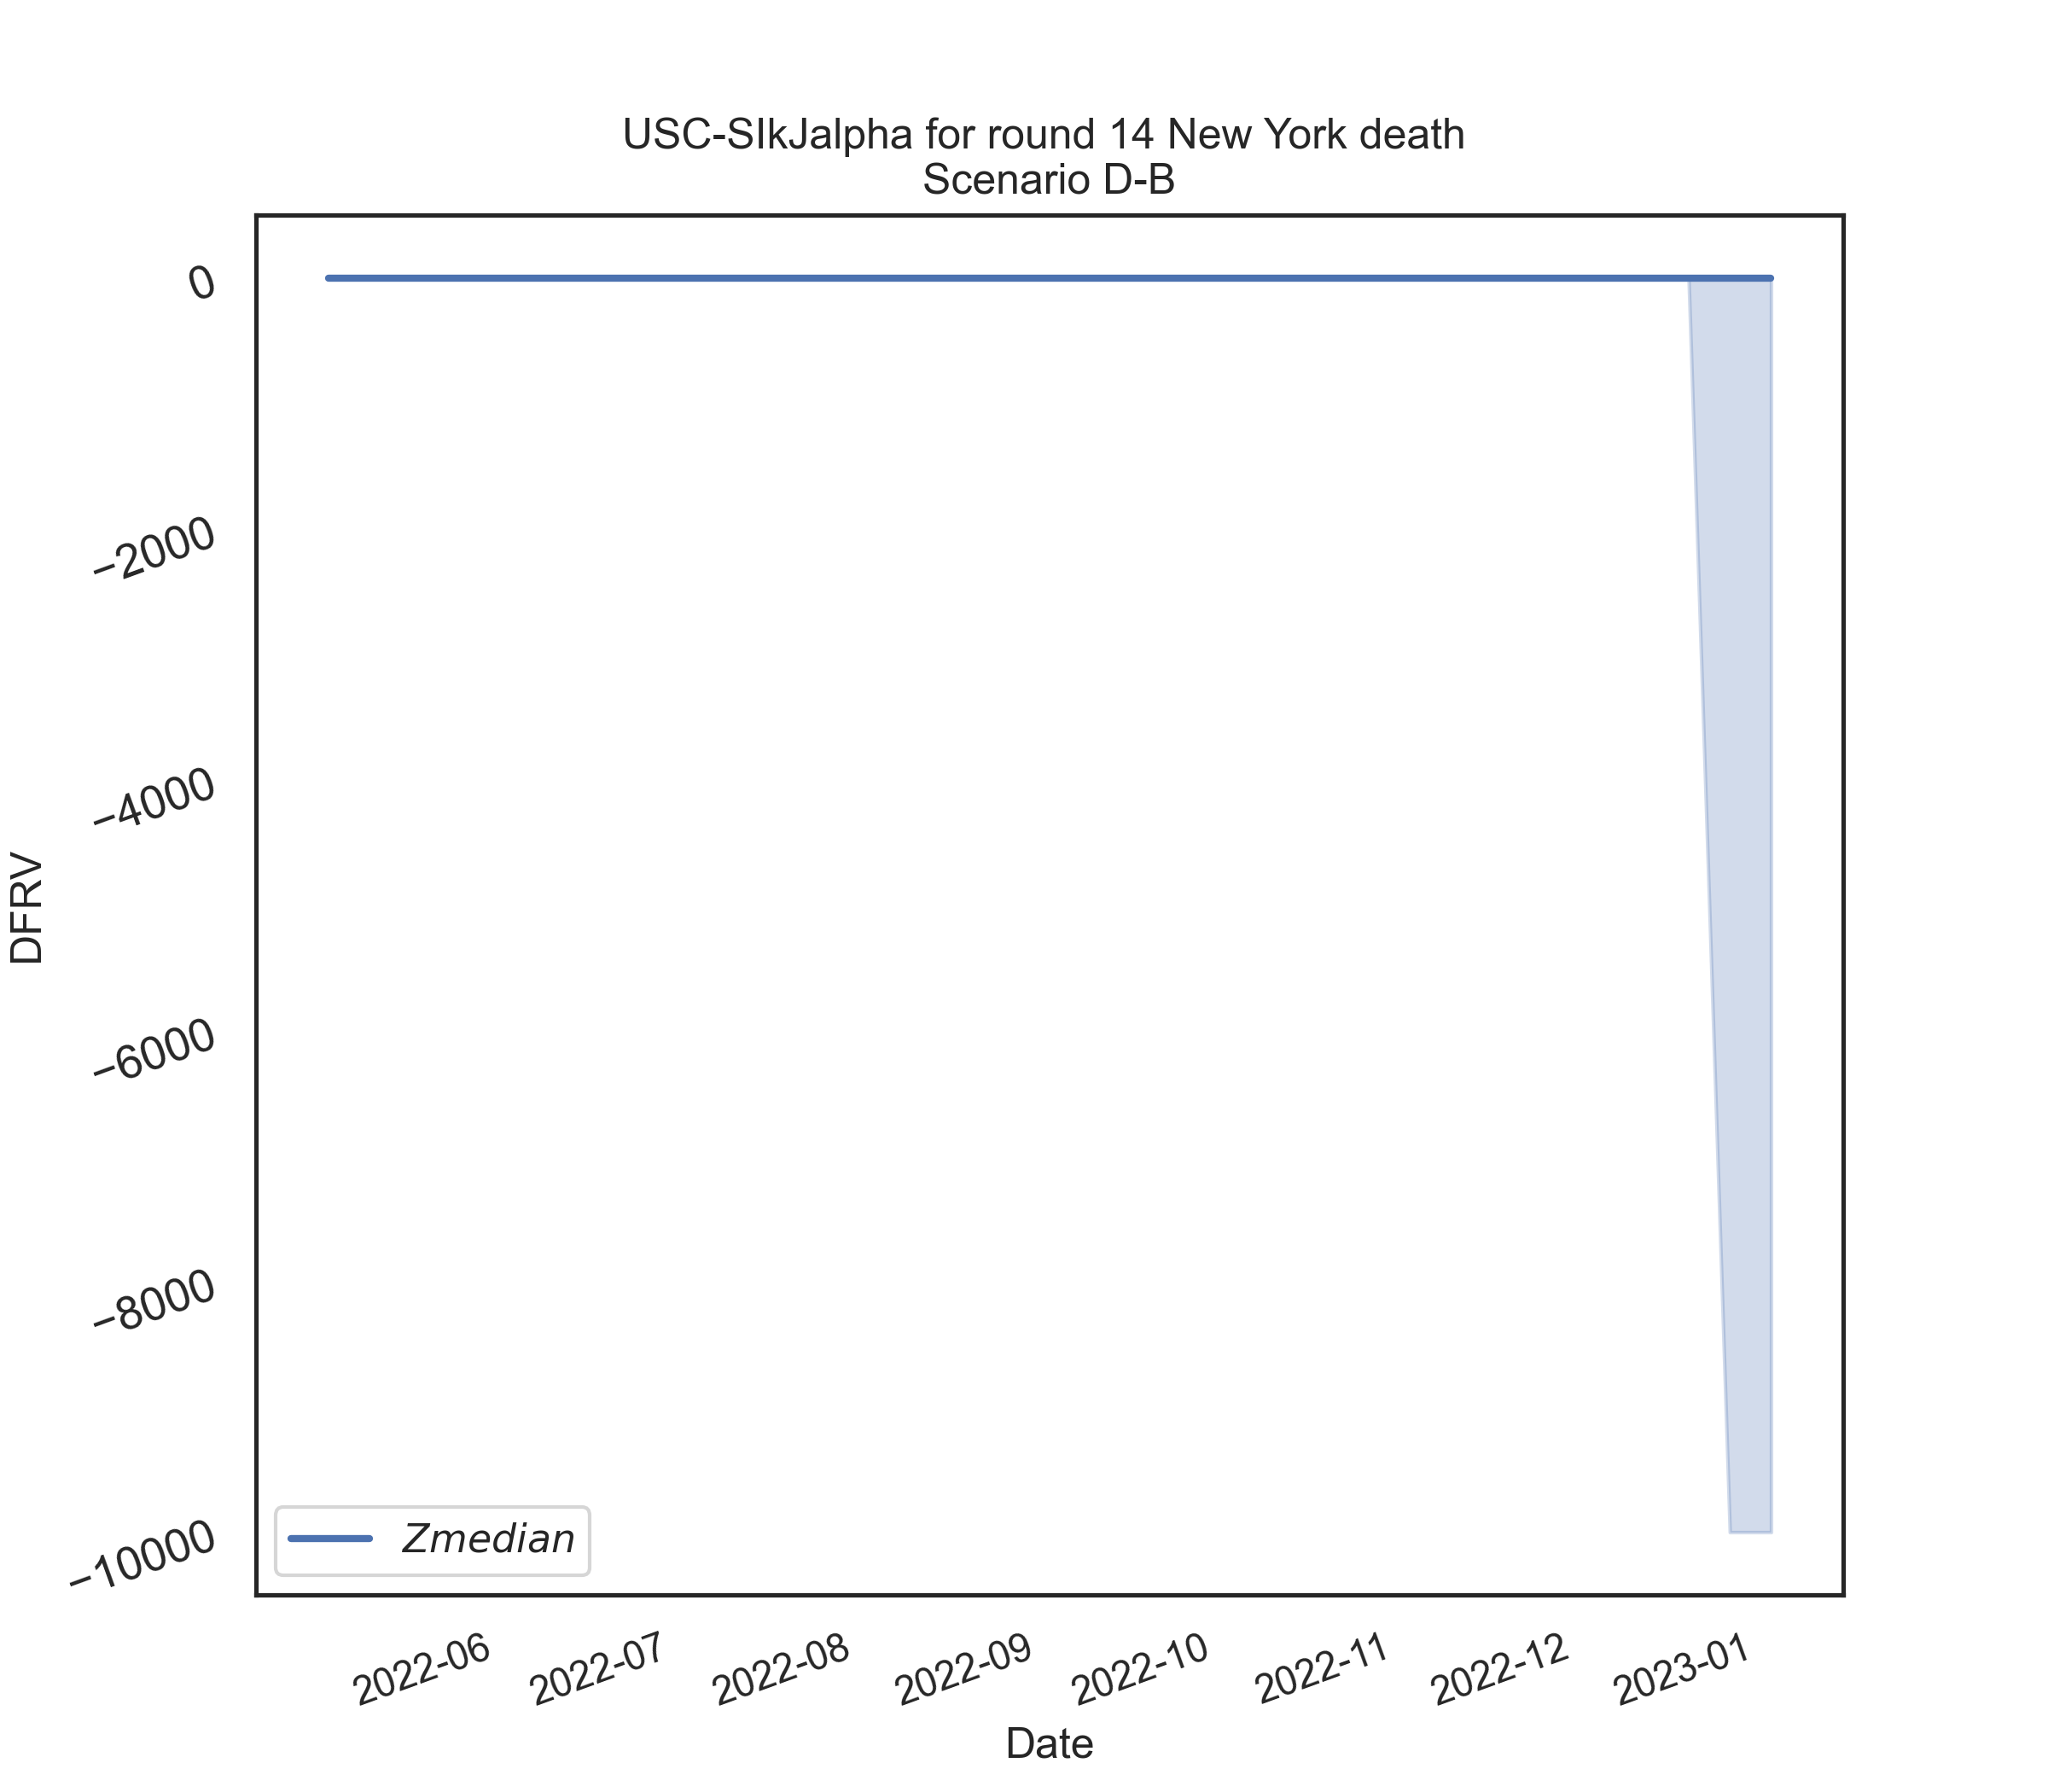 USC-SIkJalpha for round 14 New York death
Scenario D-B
0
−2000
−4000
−6000
−8000
−10000
DFRV
Zmedian
2022-06
2022-07
2022-08
2022-09
2022-10
2022-11
2022-12
2023-01
Date